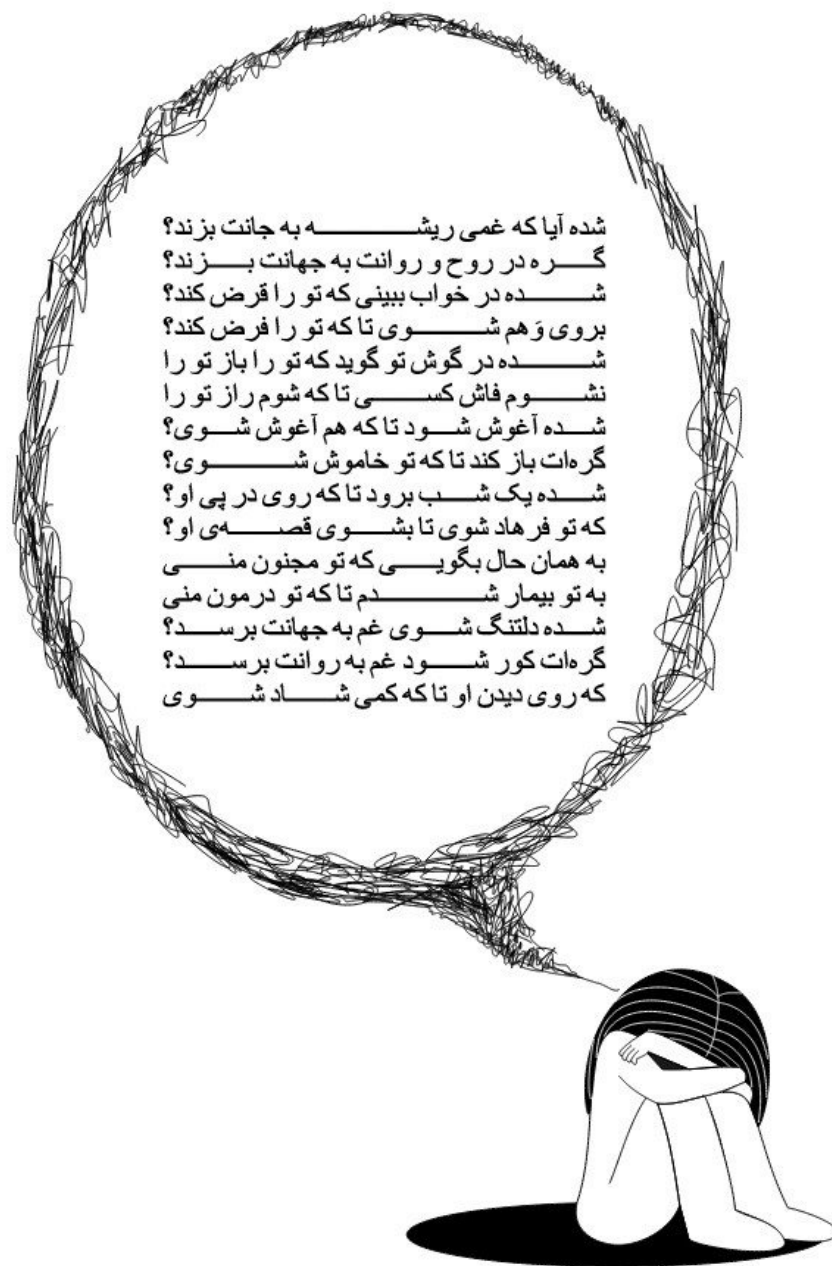 شده آیا که غمی ریشه به جانت بزند؟
گره در روح و روانت به جهانت بزند؟
شده در خواب ببینی که تو را قرض کند؟
بروی وَ هم شوی تا که تو را فرض کند؟
شده در گوش تو گوید که تو را باز تو را
نشوم فاش کسی تا که شوم راز تو را
شده آغوش شود تا که هم آغوش شوی؟
گره‌ات باز کند تا که تو خاموش شوی؟
شده یک شب برود تا که روی در پی او؟
که تو فرهاد شوی تا بشوی قصه‌ی او؟
به همان حال بگویی که تو مجنون منی
به تو بیمار شدم تا که تو درمون منی
شده دلتنگ شوی غم به جهانت برسد؟
گره‌ات کور شود غم به روانت برسد؟
که روی دیدن او تا که کمی شاد شوی